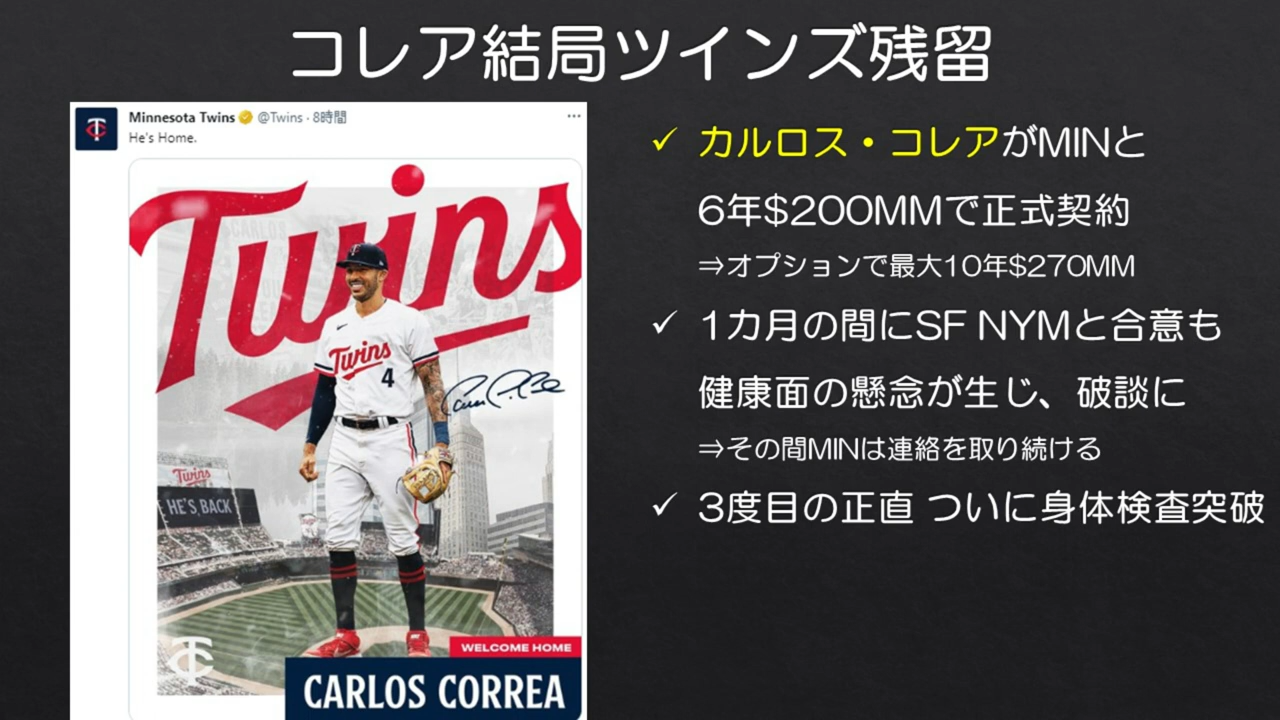 コレア結局ツインズ残留
Minnesota Twins @Twins · 8時間
He's Home.
Twins
Twins
4
Twins
HE'S BACK
WELCOME HOME
CARLOS CORREA
✓ カルロス・コレアがMINと
6年$200MMで正式契約
⇒オプションで最大10年$270MM
✓ 1カ月の間にSF NYMと合意も
健康面の懸念が生じ、破談に
⇒その間MINは連絡を取り続ける
✓ 3度目の正直 ついに身体検査突破